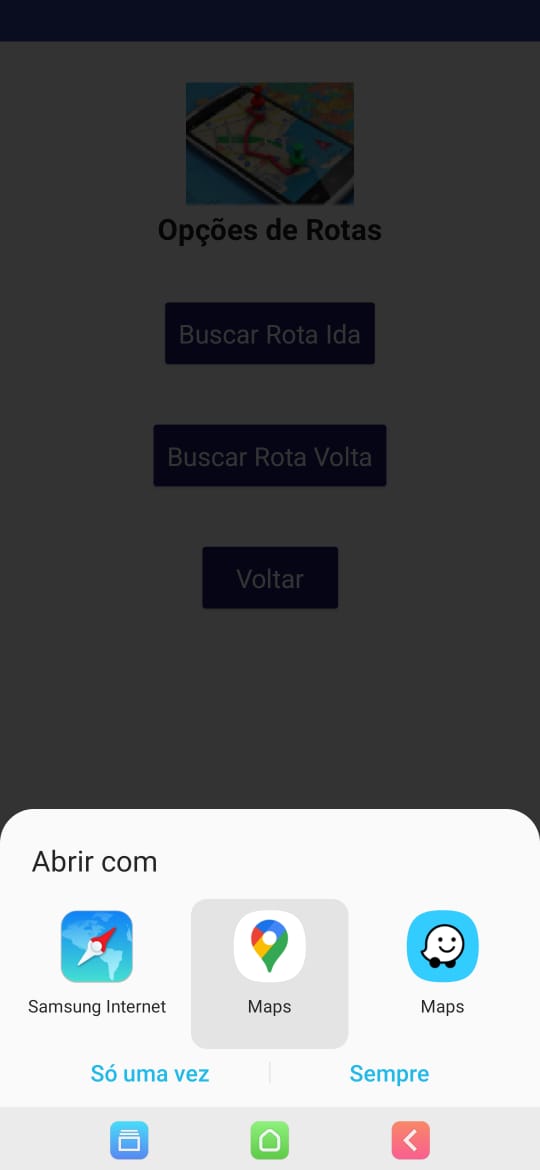 Opções de Rotas
Buscar Rota Ida
Buscar Rota Volta
Voltar
Abrir com
Samsung Internet
Maps
Maps
Só uma vez
Sempre